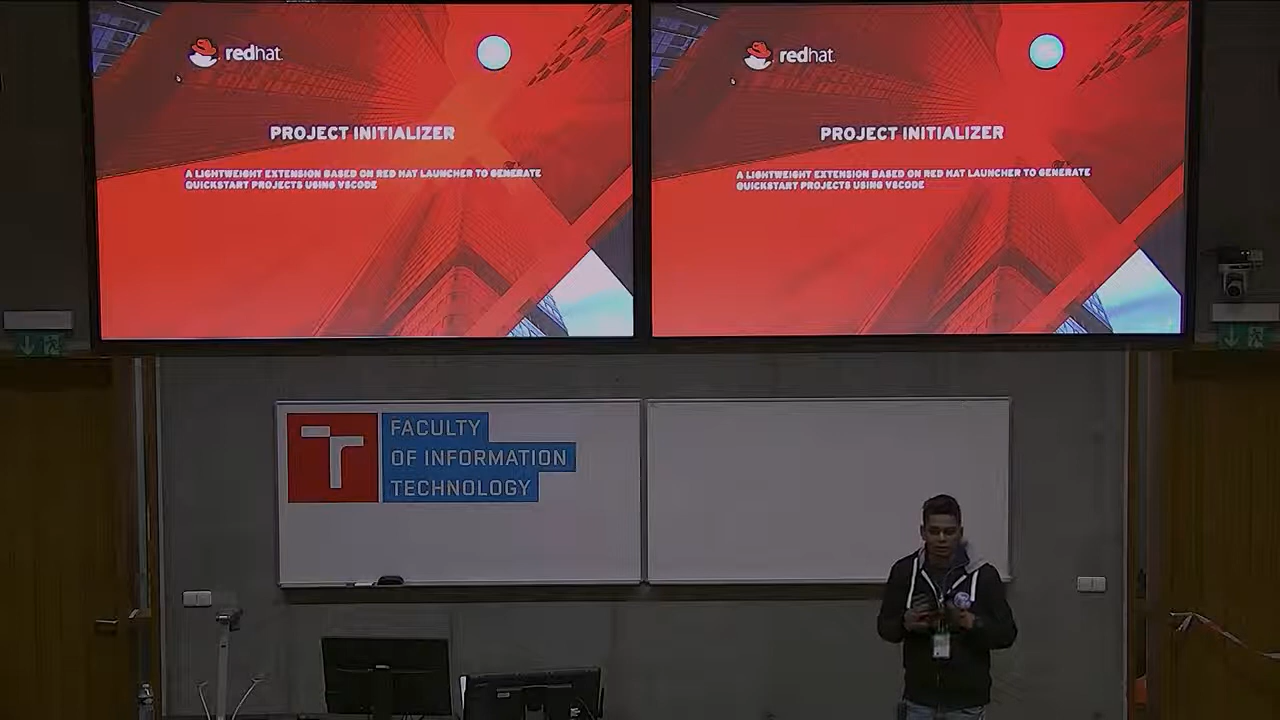 redhat.
PROJECT INITIALIZER
A LIGHTWEIGHT EXTENSION BASED ON RED HAT LAUNCHER TO GENERATE
QUICKSTART PROJECTS USING VSCODE
redhat.
PROJECT INITIALIZER
A LIGHTWEIGHT EXTENSION BASED ON RED HAT LAUNCHER TO GENERATE
QUICKSTART PROJECTS USING VSCODE
FACULTY
OF INFORMATION
TECHNOLOGY